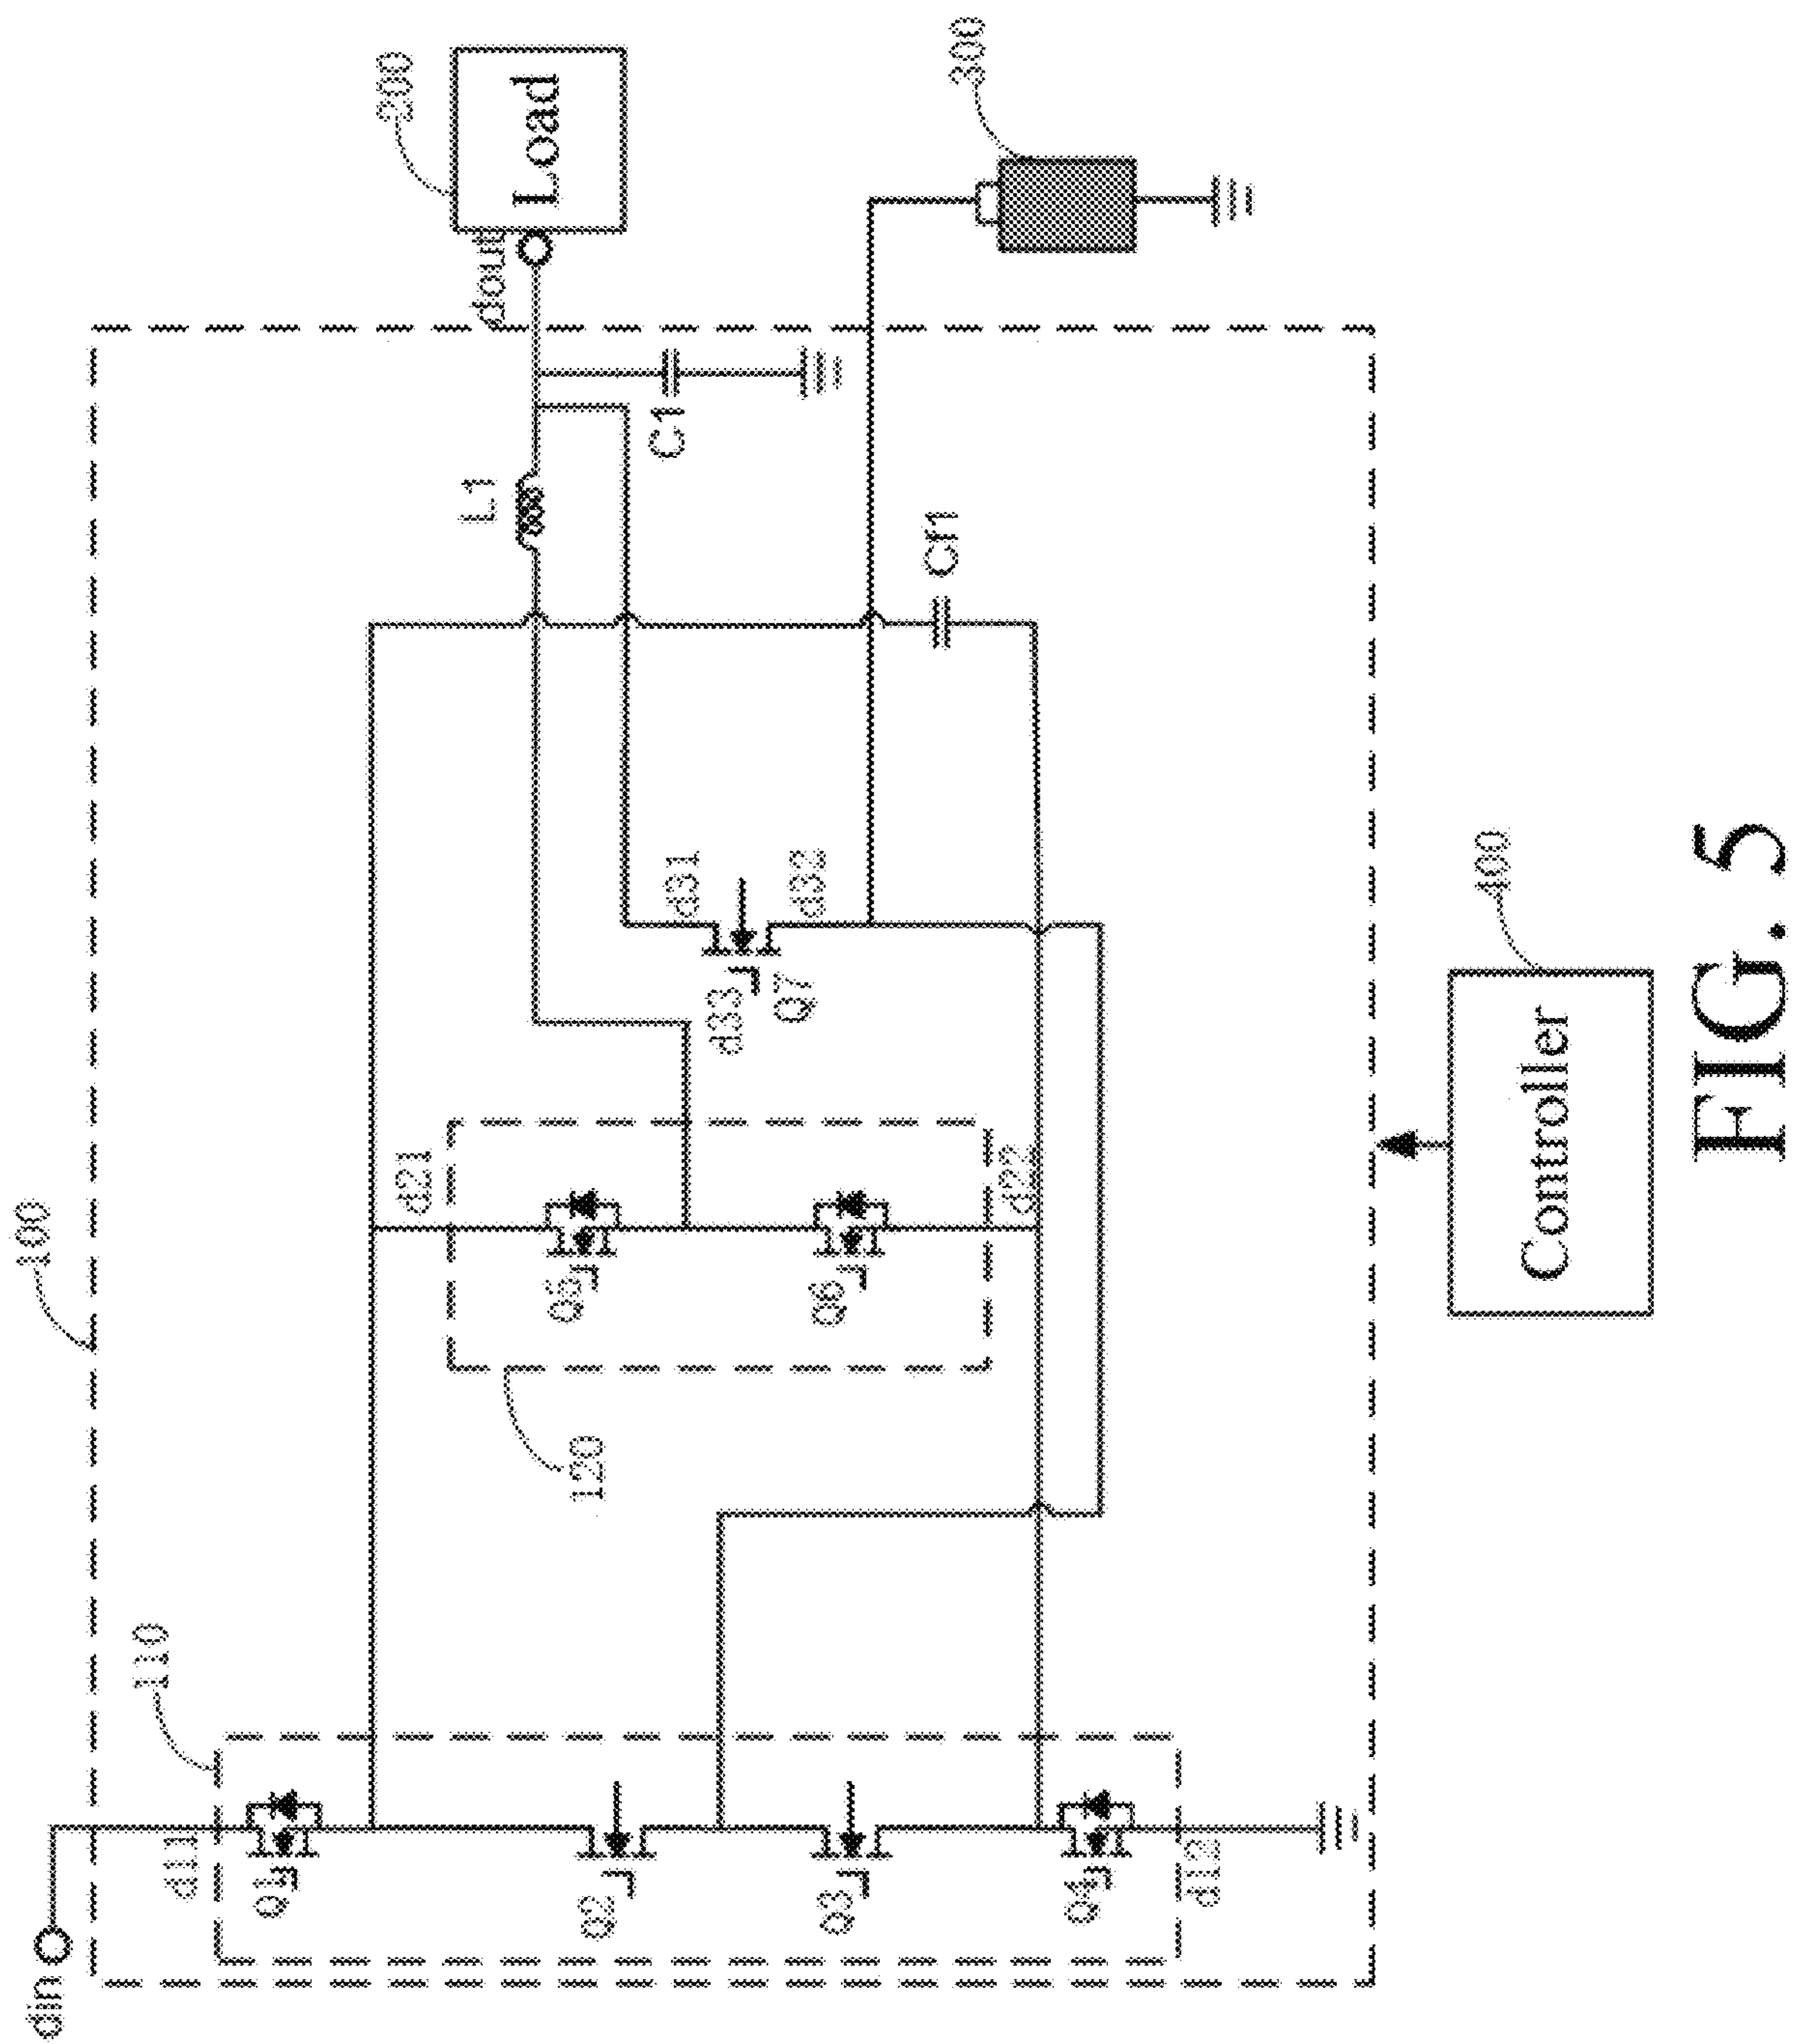 100
din
110
d11
Q1
Q2
Q3
Q4
d12
120
d21
Q5
Q6
d22
d33
Q7
d31
d32
L1
Cf1
C1
dout
200
Load
300
400
Controller
FIG. 5